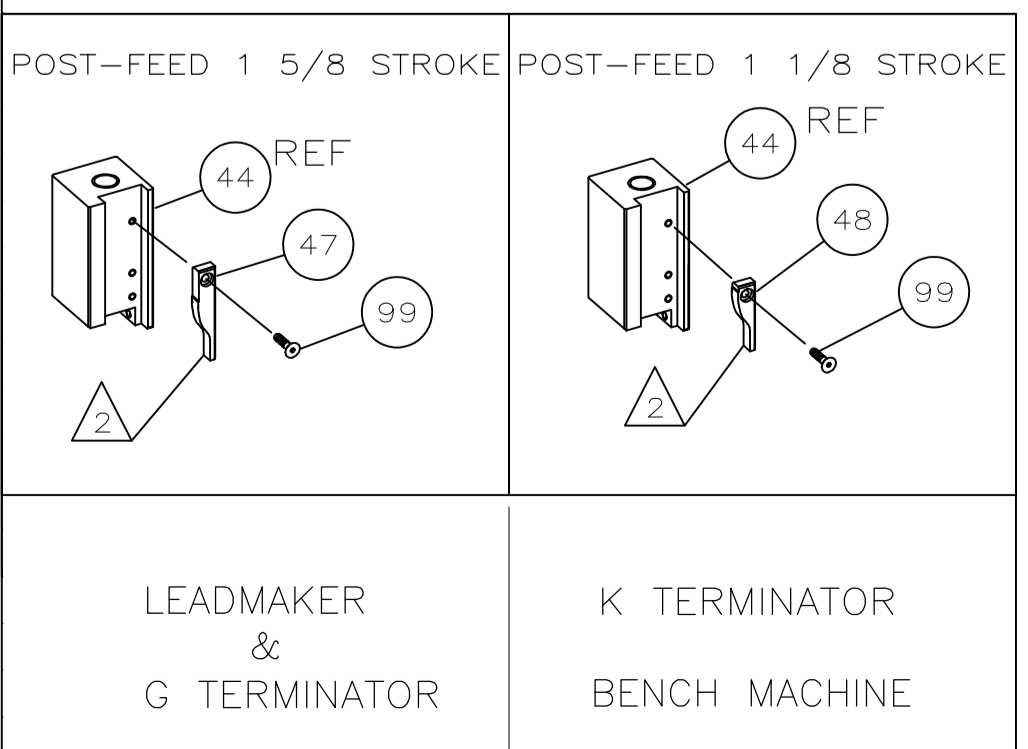 POST-FEED 1 5/8 STROKE
44
REF
47
99
2
POST-FEED 1 1/8 STROKE
44
REF
48
99
2
LEADMAKER
&
G TERMINATOR
K TERMINATOR
BENCH MACHINE